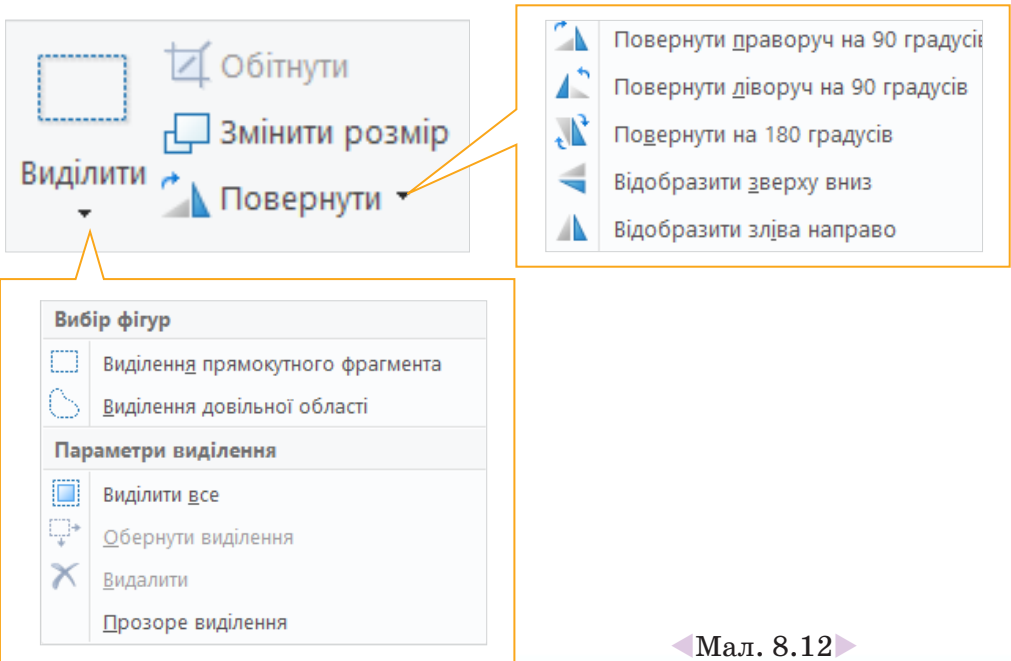 Виділити
Обітнути
Змінити розмір
Повернути
Повернути праворуч на 90 градусів
Повернути ліворуч на 90 градусів
Повернути на 180 градусів
Відобразити зверху вниз
Відобразити зліва направо
Вибір фігур
Виділення прямокутного фрагмента
Виділення довільної області
Параметри виділення
Виділити все
Обернути виділення
Видалити
Прозоре виділення
Мал. 8.12